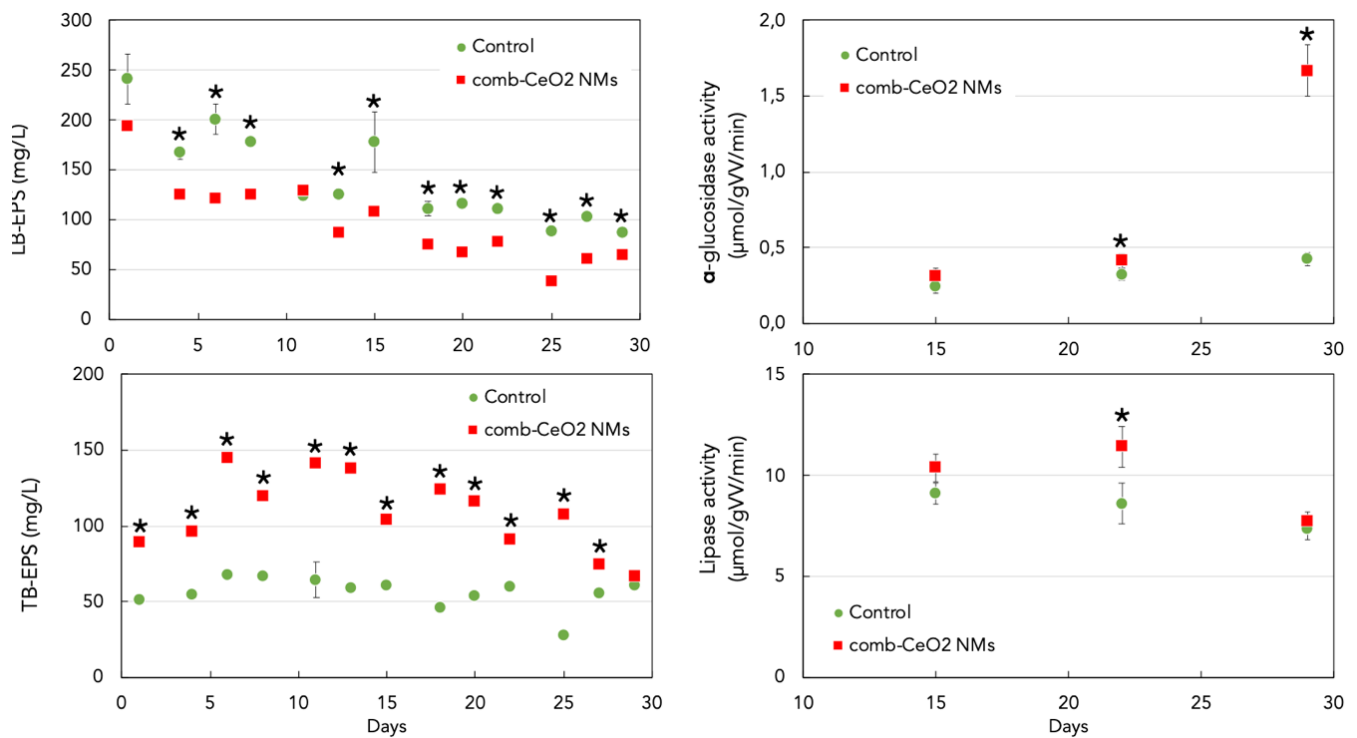 300
250
200
150
100
50
0
LB-EPS (mg/L)
Control
comb-CeO2 NMs
* * * * * * * * * * *
0 5 10 15 20 25 30
2,0
1,5
1,0
0,5
0,0
α-glucosidase activity
(µmol/gVV/min)
Control
comb-CeO2 NMs
* *
10 15 20 25 30
200
150
100
50
0
TB-EPS (mg/L)
Control
comb-CeO2 NMs
* * * * * * * * * * * *
0 5 10 15 20 25 30
Days
15
10
5
0
Lipase activity
(µmol/gVV/min)
*
Control
comb-CeO2 NMs
10 15 20 25 30
Days